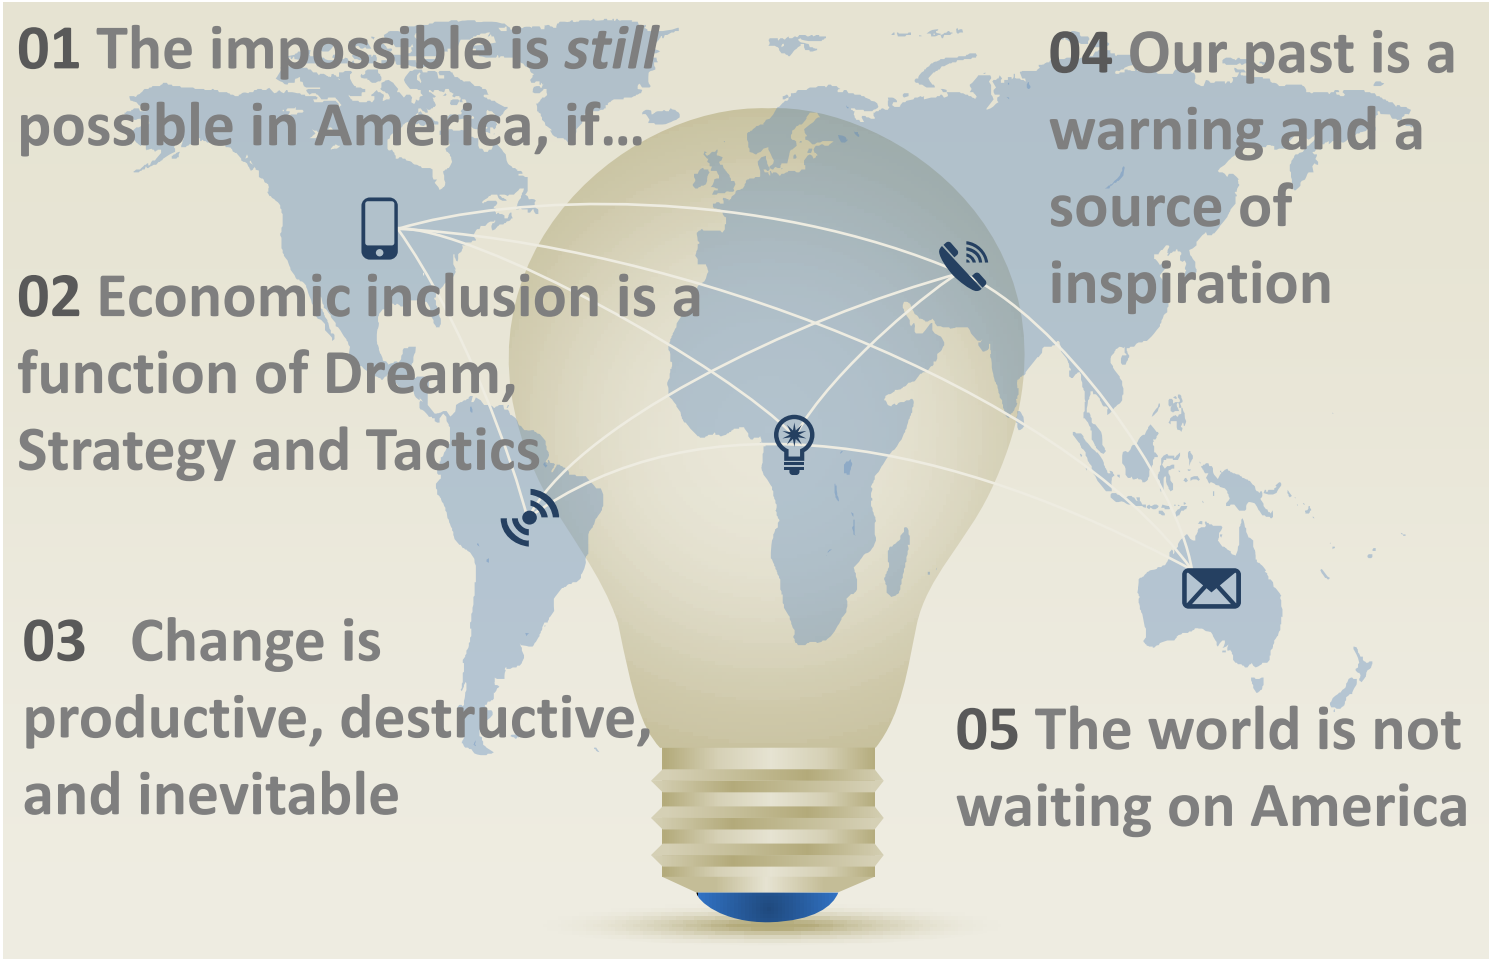 01 The impossible is still
possible in America, if...
02 Economic inclusion is a
function of Dream,
Strategy and Tactics
03 Change is
productive, destructive,
and inevitable
04 Our past is a
warning and a
source of
inspiration
05 The world is not
waiting on America